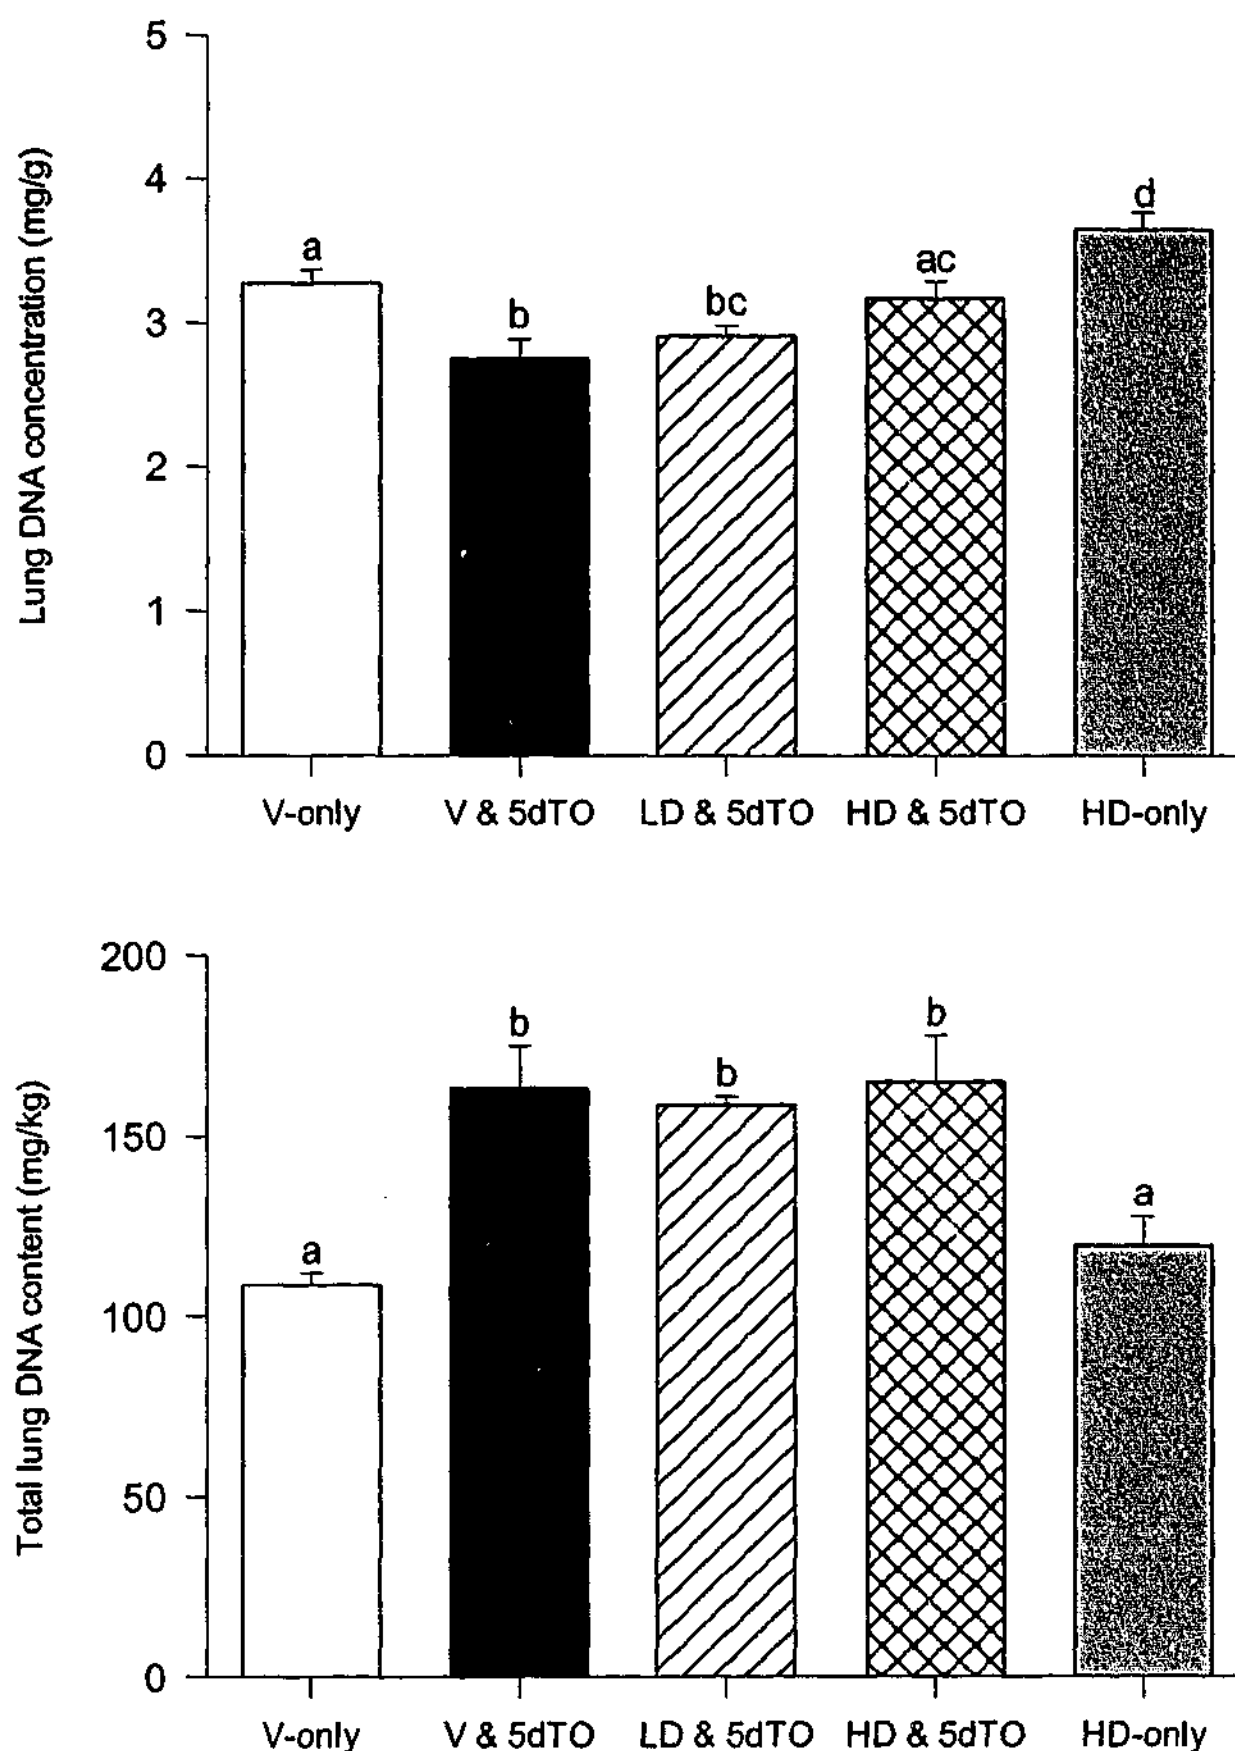 5
4
3
2
1
0
Lung DNA concentration (mg/g)
a
b
bc
ac
d
V-only V & 5dTO LD & 5dTO HD & 5dTO HD-only
200
150
100
50
0
Total lung DNA content (mg/kg)
a
b
b
b
a
V-only V & 5dTO LD & 5dTO HD & 5dTO HD-only